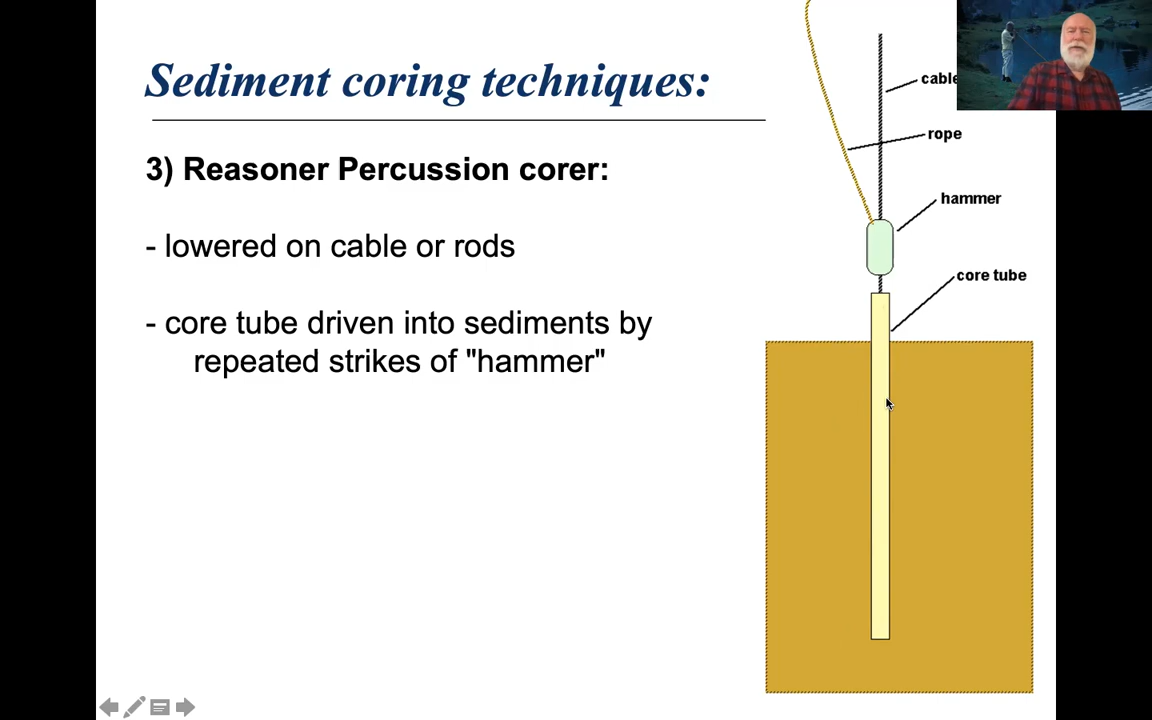 Sediment coring techniques:
3) Reasoner Percussion corer:
- lowered on cable or rods
- core tube driven into sediments by
repeated strikes of "hammer"
rope
hammer
core tube